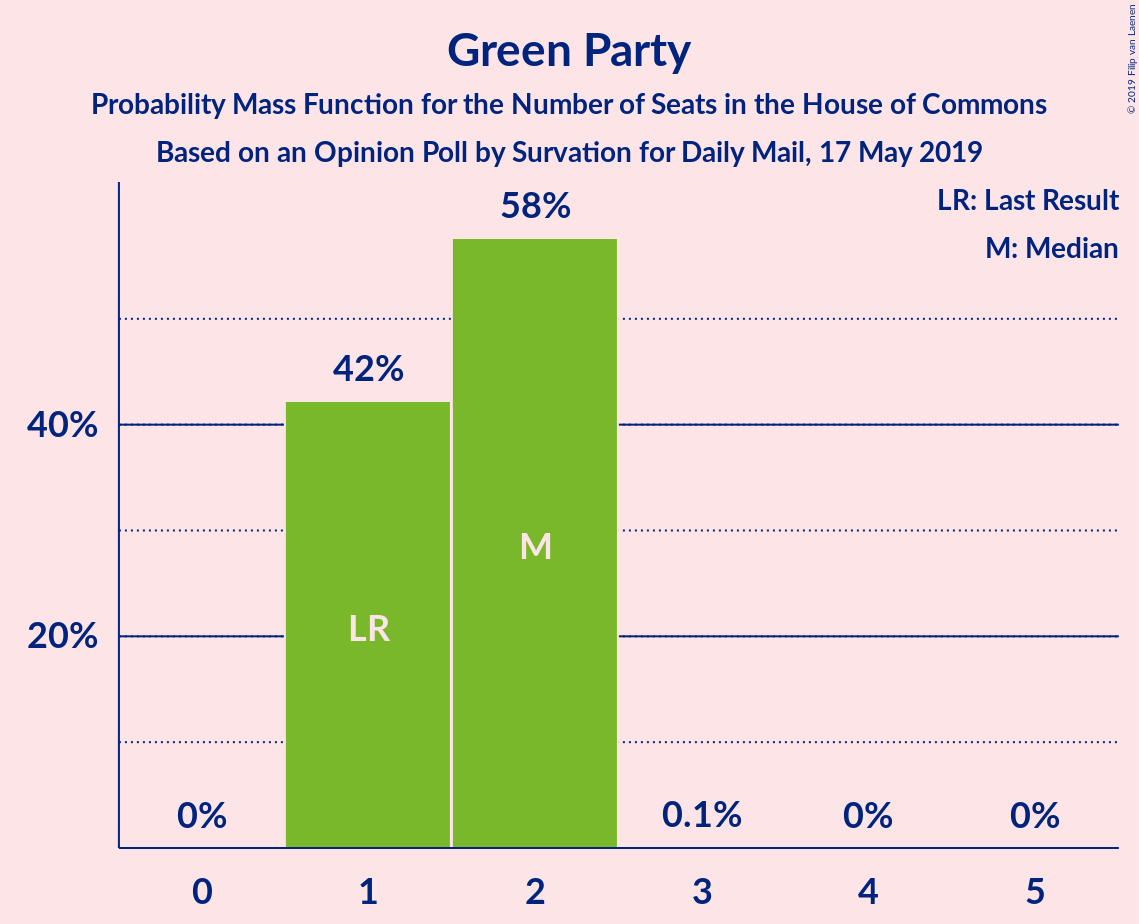 Green Party
Probability Mass Function for the Number of Seats in the House of Commons
Based on an Opinion Poll by Survation for Daily Mail, 17 May 2019
© 2019 Filip van Laenen
LR: Last Result
M: Median
58%
42%
40%
M
LR
20%
0%
0.1%
0%
0%
0
1
2
3
4
5